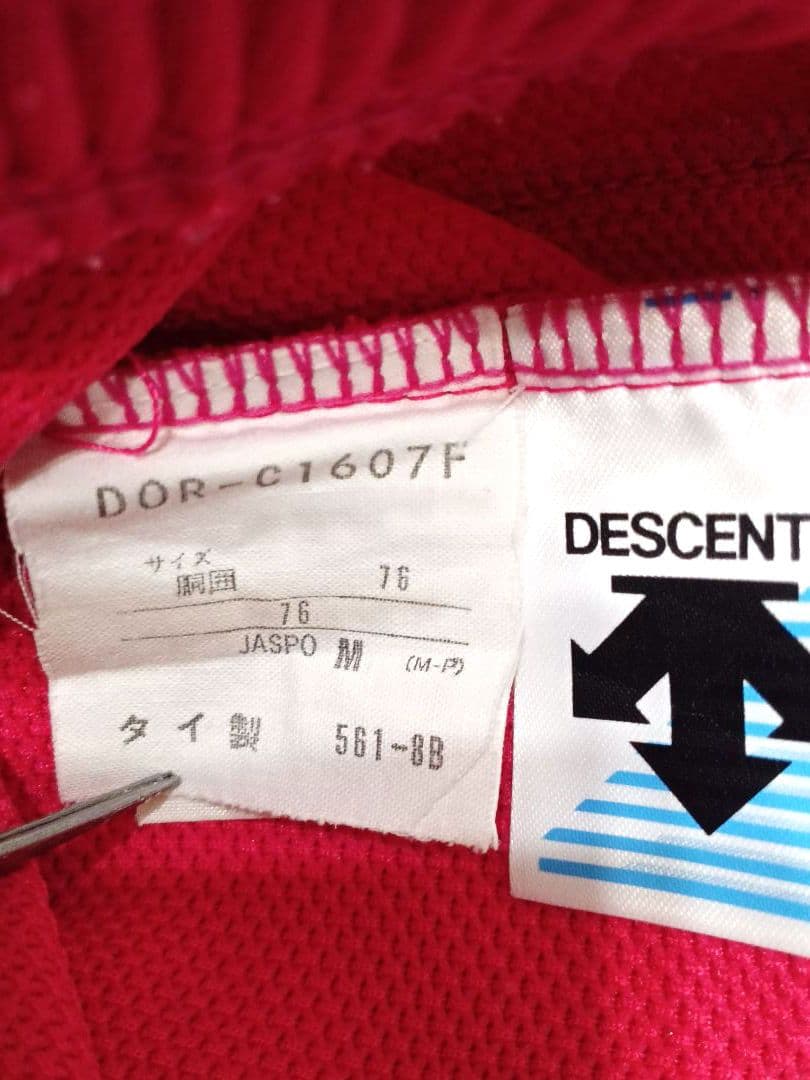 DOR-C1607F
サイズ
胴囲 76
76
JASPO M (M-P)
タイ製 561-8B
DESCENT